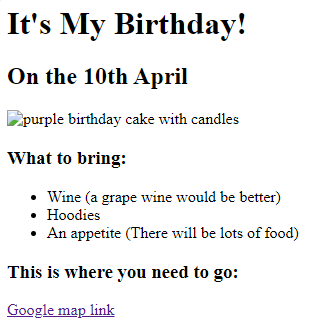 It's My Birthday!
On the 10th April
purple birthday cake with candles
What to bring:
Wine (a grape wine would be better)
Hoodies
An appetite (There will be lots of food)
This is where you need to go:
Google map link